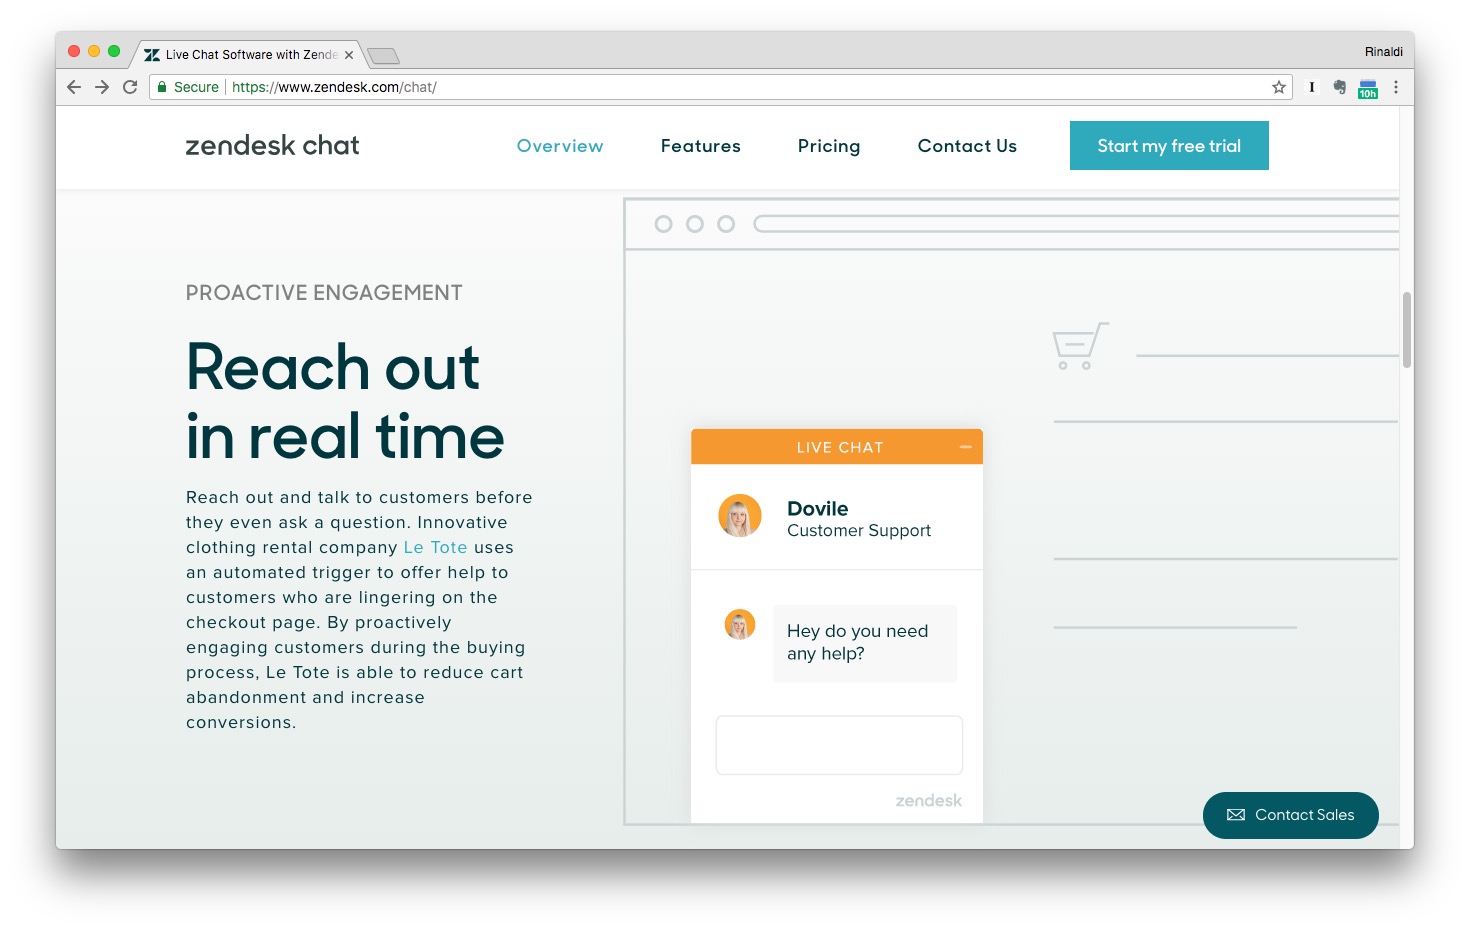 Live Chat Software with Zende
Rinaldi
Secure https://www.zendesk.com/chat/
I
10h
zendesk chat
Overview Features Pricing Contact Us Start my free trial
PROACTIVE ENGAGEMENT
Reach out
in real time
Reach out and talk to customers before
they even ask a question. Innovative
clothing rental company Le Tote uses
an automated trigger to offer help to
customers who are lingering on the
checkout page. By proactively
engaging customers during the buying
process, Le Tote is able to reduce cart
abandonment and increase
conversions.
LIVE CHAT
Dovile
Customer Support
Hey do you need
any help?
zendesk
Contact Sales